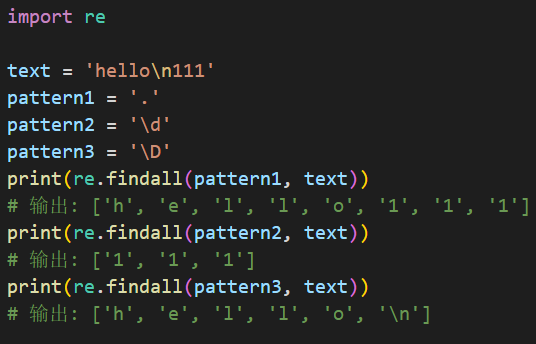 import re

text = 'hello\n111'
pattern1 = '.'
pattern2 = '\d'
pattern3 = '\D'
print(re.findall(pattern1, text))
# 输出: ['h', 'e', 'l', 'l', 'o', '1', '1', '1']
print(re.findall(pattern2, text))
# 输出: ['1', '1', '1']
print(re.findall(pattern3, text))
# 输出: ['h', 'e', 'l', 'l', 'o', '\n']